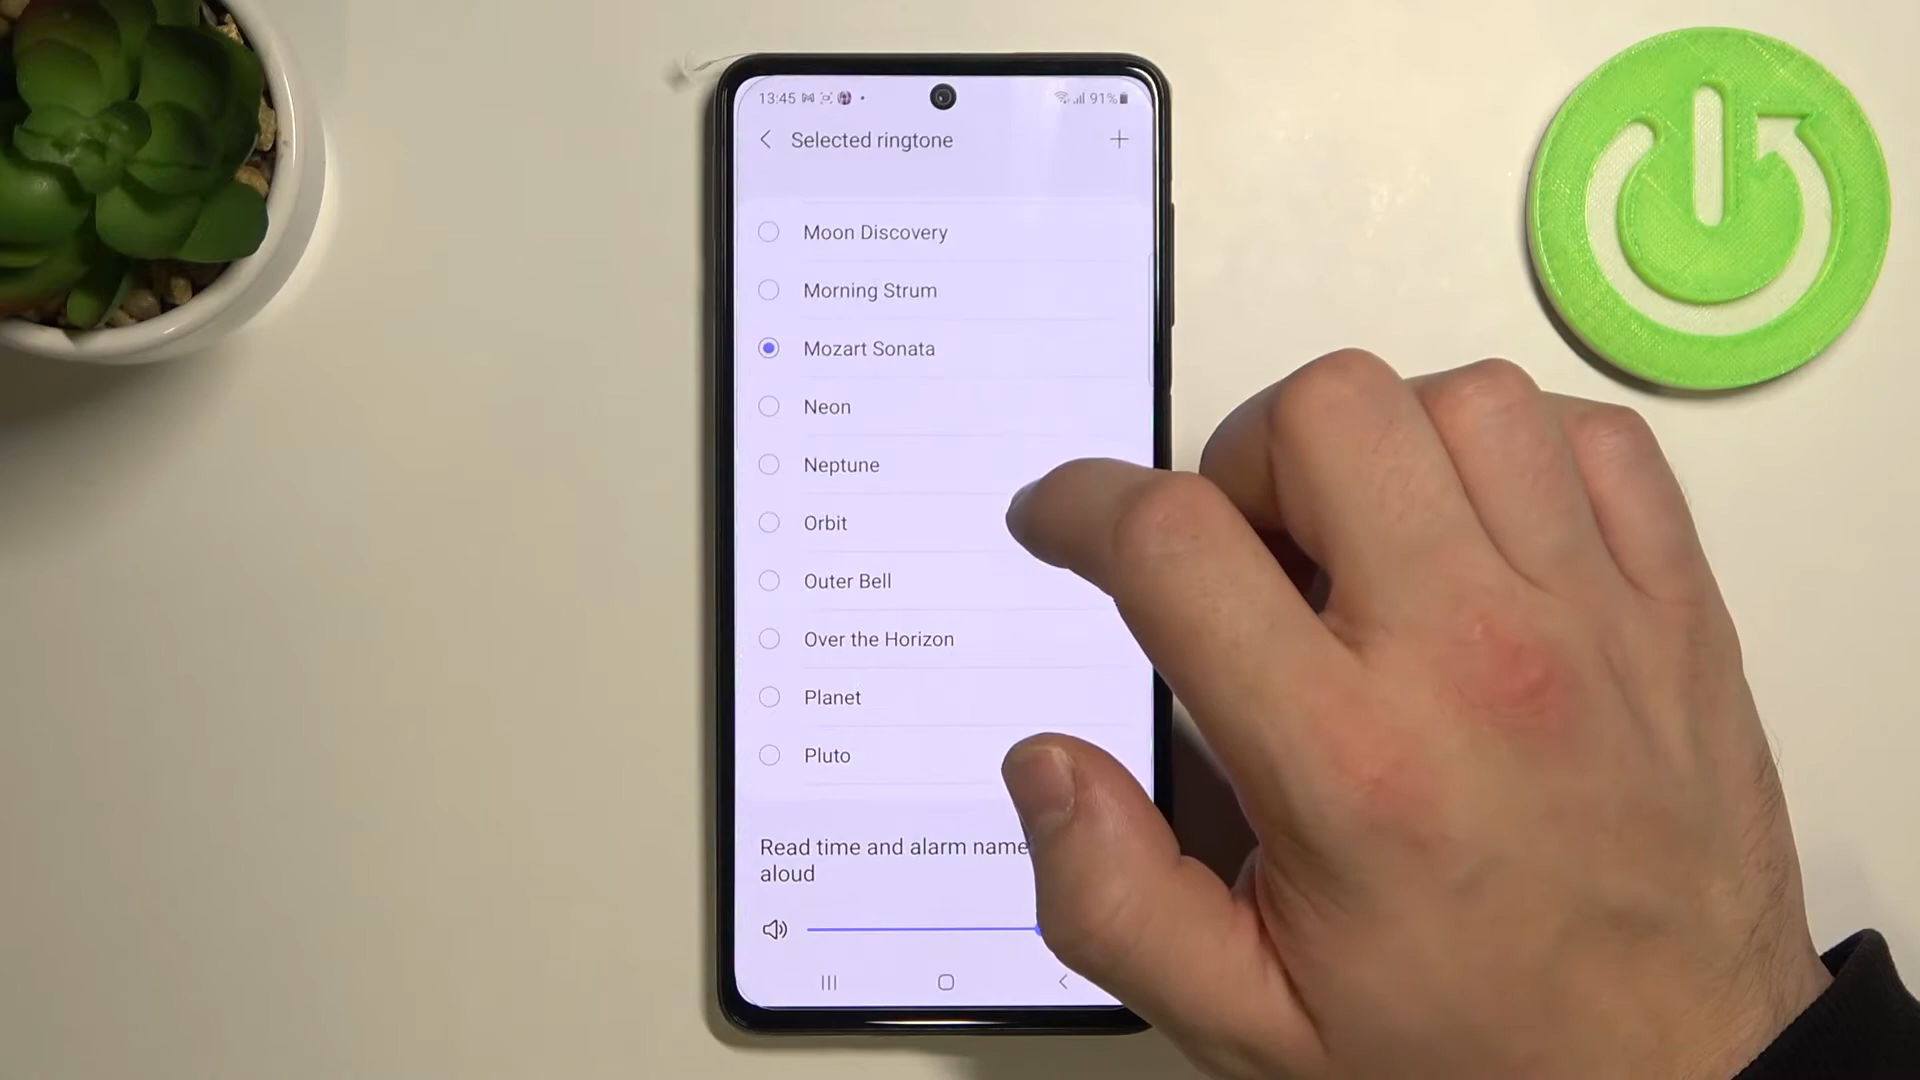 13:45
91%
Selected ringtone
Moon Discovery
Morning Strum
Mozart Sonata
Neon
Neptune
Orbit
Outer Bell
Over the Horizon
Planet
Pluto
Read time and alarm name
aloud